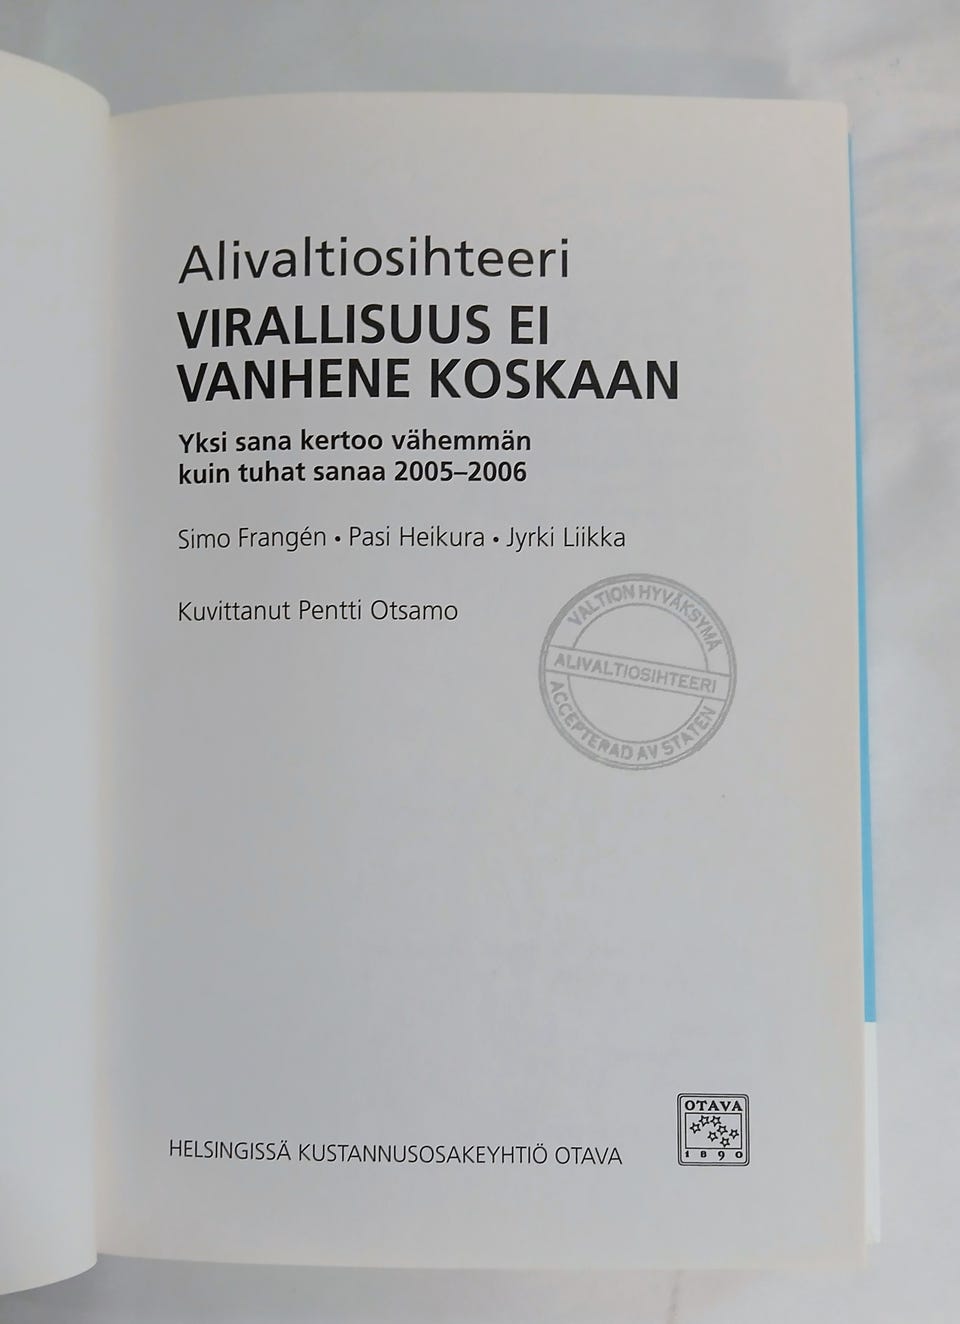 Alivaltiosihteeri
VIRALLISUUS EI
VANHENE KOSKAAN
Yksi sana kertoo vähemmän
kuin tuhat sanaa 2005–2006
Simo Frangén • Pasi Heikura • Jyrki Liikka
Kuvittanut Pentti Otsamo
VALTION HYVÄKSYMÄ
ALIVALTIOSIHTEERI
ACCEPTERAD AV STATEN
HELSINGISSÄ KUSTANNUSOSAKEYHTIÖ OTAVA
OTAVA
1890